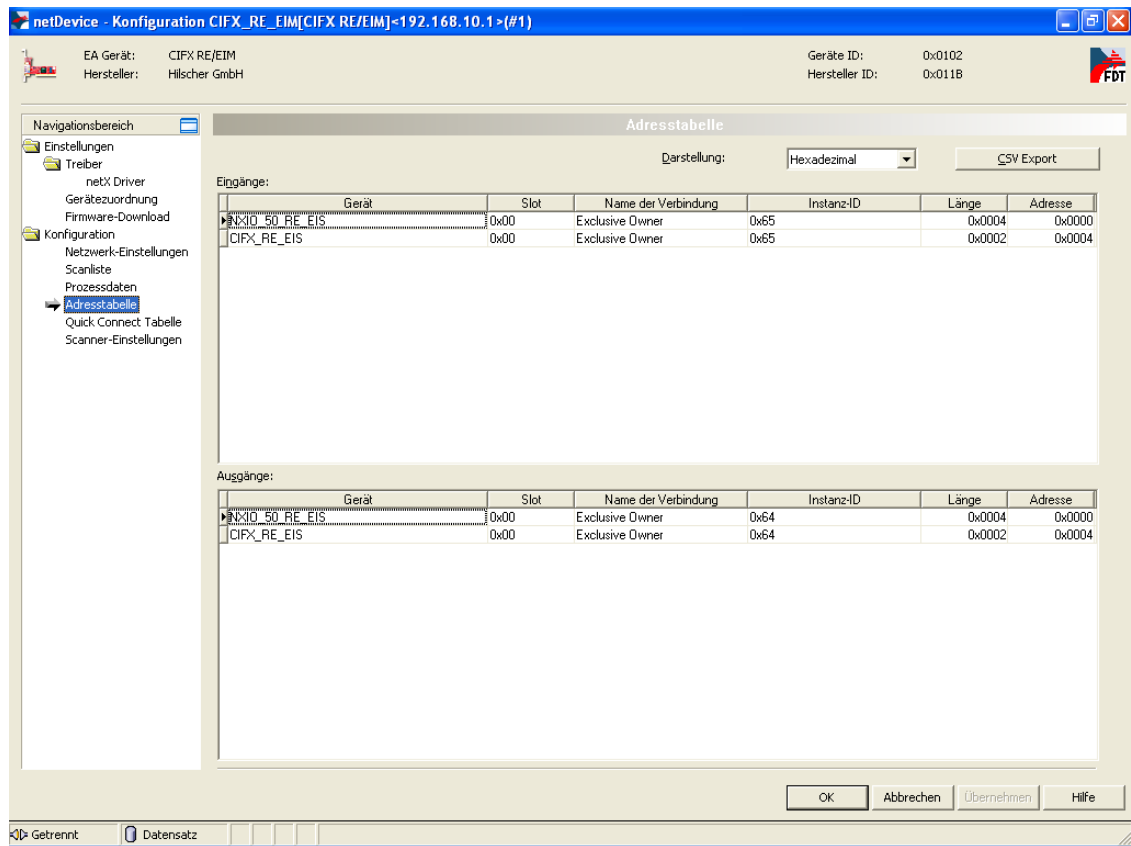 netDevice - Konfiguration CIFX_RE_EIM[CIFX RE/EIM]<192.168.10.1>(#1)
EA Gerät: CIFX RE/EIM Geräte ID: 0x0102
Hersteller: Hilscher GmbH Hersteller ID: 0x011B
FDT
Navigationsbereich
Einstellungen
Treiber
netX Driver
Gerätezuordnung
Firmware-Download
Konfiguration
Netzwerk-Einstellungen
Scanliste
Prozessdaten
Adresstabelle
Quick Connect Tabelle
Scanner-Einstellungen
Adresstabelle
Darstellung: Hexadezimal CSV Export
Eingänge:
Gerät Slot Name der Verbindung Instanz-ID Länge Adresse
NXIO_50_RE_EIS 0x00 Exclusive Owner 0x65 0x0004 0x0000
CIFX_RE_EIS 0x00 Exclusive Owner 0x65 0x0002 0x0004
Ausgänge:
Gerät Slot Name der Verbindung Instanz-ID Länge Adresse
NXIO_50_RE_EIS 0x00 Exclusive Owner 0x64 0x0004 0x0000
CIFX_RE_EIS 0x00 Exclusive Owner 0x64 0x0002 0x0004
OK Abbrechen Übernehmen Hilfe
Getrennt Datensatz